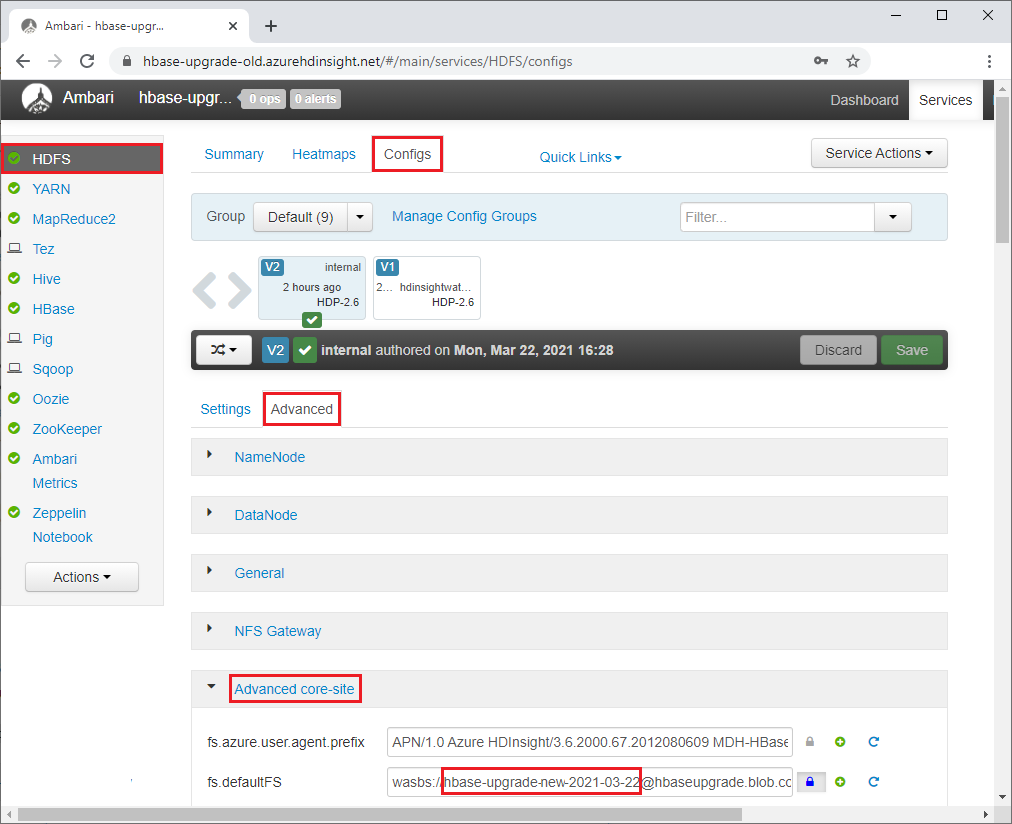 Ambari - hbase-upgr...
hbase-upgrade-old.azurehdinsight.net/#/main/services/HDFS/configs
Ambari hbase-upgr... 0 ops 0 alerts Dashboard Services
HDFS
YARN
MapReduce2
Tez
Hive
HBase
Pig
Sqoop
Oozie
ZooKeeper
Ambari
Metrics
Zeppelin
Notebook
Actions
Summary Heatmaps Configs Quick Links Service Actions
Group Default (9) Manage Config Groups Filter...
V2 internal
2 hours ago
HDP-2.6
V1
2... hdinsightwat...
HDP-2.6
V2 internal authored on Mon, Mar 22, 2021 16:28 Discard Save
Settings Advanced
NameNode
DataNode
General
NFS Gateway
Advanced core-site
fs.azure.user.agent.prefix APN/1.0 Azure HDInsight/3.6.2000.67.2012080609 MDH-HBase
fs.defaultFS wasbs://hbase-upgrade-new-2021-03-22@hbaseupgrade.blob.co